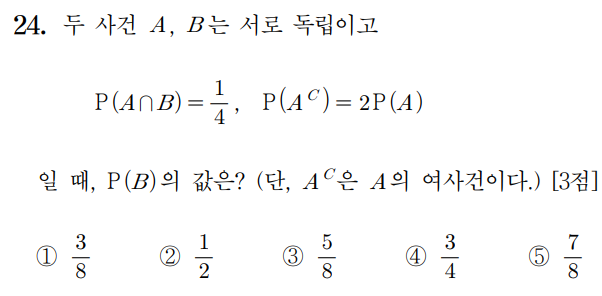 24. 두 사건 A, B는 서로 독립이고
P(A∩B) = 1/4, P(A^C) = 2P(A)
일 때, P(B)의 값은? (단, A^C은 A의 여사건이다.) [3점]
① 3/8 ② 1/2 ③ 5/8 ④ 3/4 ⑤ 7/8